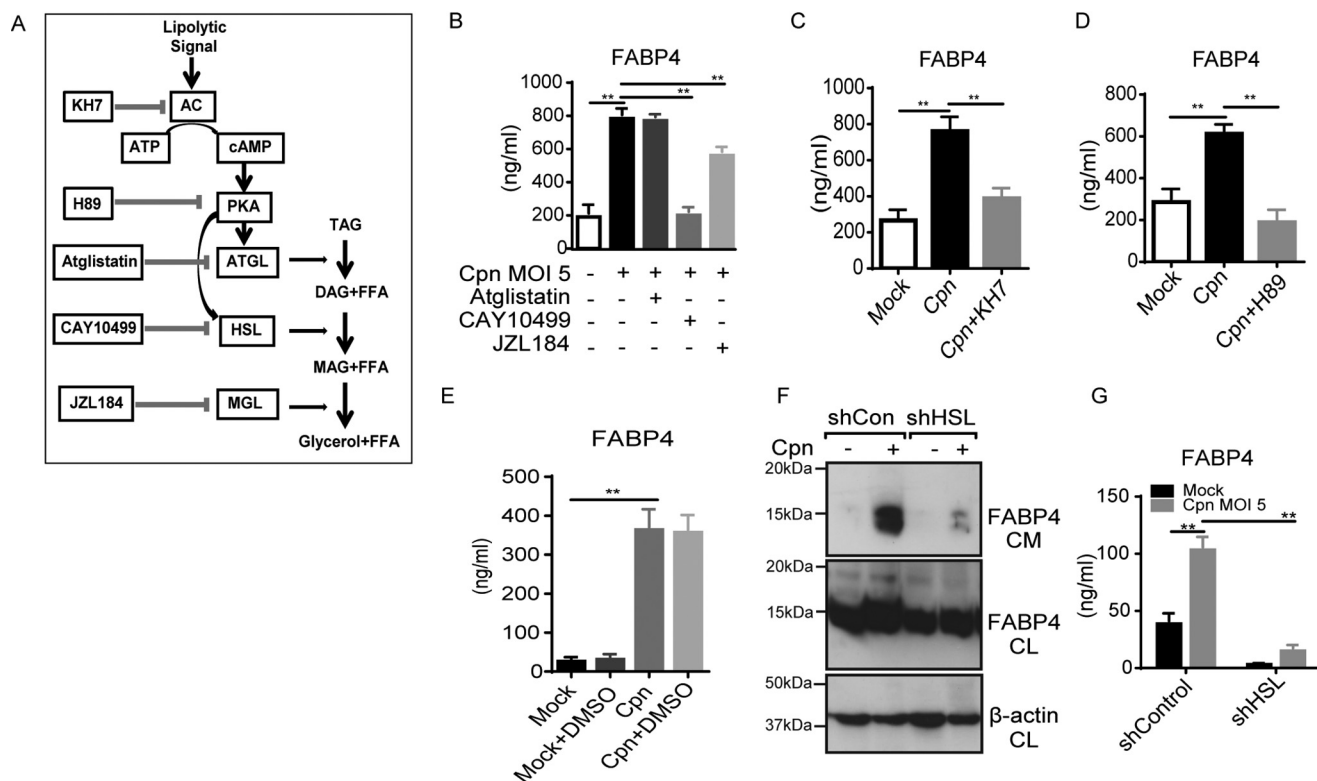 A
Lipolytic
Signal
KH7
AC
ATP
cAMP
H89
PKA
TAG
Atglistatin
ATGL
DAG+FFA
CAY10499
HSL
MAG+FFA
JZL184
MGL
Glycerol+FFA
B
FABP4
**
**
**
1000
800
600
400
200
0
(ng/ml)
Cpn MOI 5 - + + + +
Atglistatin - - + - -
CAY10499 - - - + -
JZL184 - - - - +
C
FABP4
** **
1000
800
600
400
200
0
(ng/ml)
Mock
Cpn
Cpn+KH7
D
FABP4
** **
800
600
400
200
0
(ng/ml)
Mock
Cpn
Cpn+H89
E
FABP4
**
500
400
300
200
100
0
(ng/ml)
Mock
Mock+DMSO
Cpn
Cpn+DMSO
F
shCon shHSL
Cpn - + - +
20kDa
15kDa
FABP4
CM
20kDa
15kDa
FABP4
CL
50kDa
37kDa
β-actin
CL
G
FABP4
Mock
Cpn MOI 5
** **
150
100
50
0
(ng/ml)
shControl
shHSL